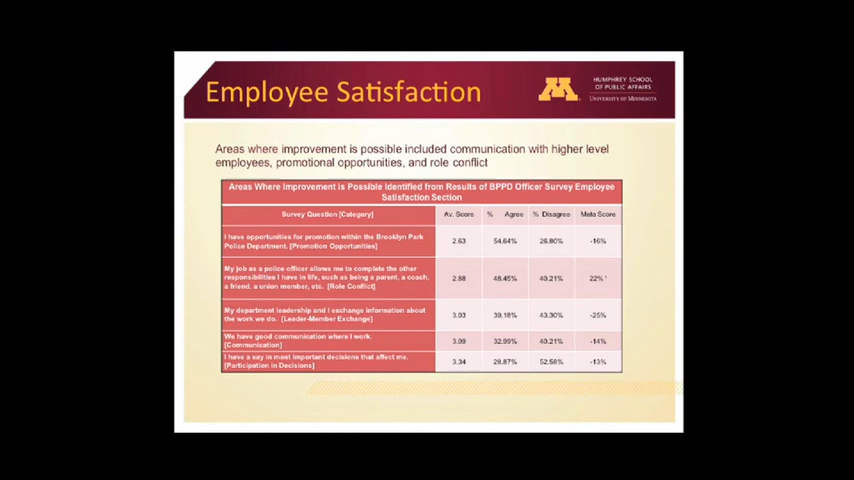 Employee Satisfaction
M
HUMPHREY SCHOOL
OF PUBLIC AFFAIRS
UNIVERSITY OF MINNESOTA
Areas where improvement is possible included communication with higher level
employees, promotional opportunities, and role conflict
Areas Where Improvement is Possible Identified from Results of BPPD Officer Survey Employee
Satisfaction Section
Survey Question [Category] Av. Score % Agree % Disagree Meta Score
I have opportunities for promotion within the Brooklyn Park
Police Department. [Promotion Opportunities] 2.63 54.64% 26.80% -16%
My job as a police officer allows me to complete the other
responsibilities I have in life, such as being a parent, a coach,
a friend, a union member, etc. [Role Conflict] 2.88 48.45% 40.21% 22% ¹
My department leadership and I exchange information about
the work we do. [Leader-Member Exchange] 3.03 39.18% 43.30% -25%
We have good communication where I work.
[Communication] 3.09 32.99% 40.21% -14%
I have a say in most important decisions that affect me.
[Participation in Decisions] 3.34 28.87% 52.58% -13%